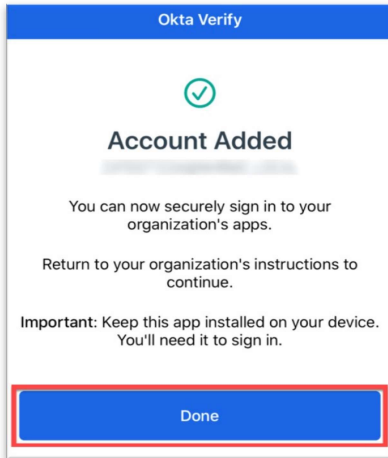 Okta Verify
Account Added
You can now securely sign in to your
organization's apps.
Return to your organization's instructions to
continue.
Important: Keep this app installed on your device.
You'll need it to sign in.
Done